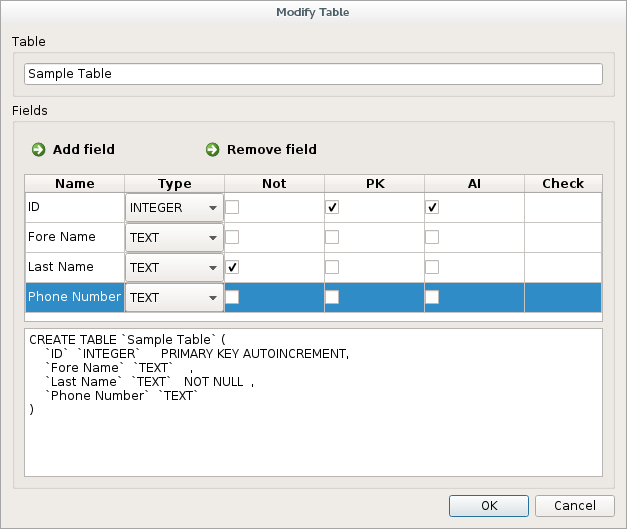 Modify Table
Table
Sample Table
Fields
Add field Remove field
Name Type Not PK AI Check
ID INTEGER
Fore Name TEXT
Last Name TEXT
Phone Number TEXT
CREATE TABLE `Sample Table` (
`ID` `INTEGER` PRIMARY KEY AUTOINCREMENT,
`Fore Name` `TEXT` ,
`Last Name` `TEXT` NOT NULL ,
`Phone Number` `TEXT`
)
OK Cancel